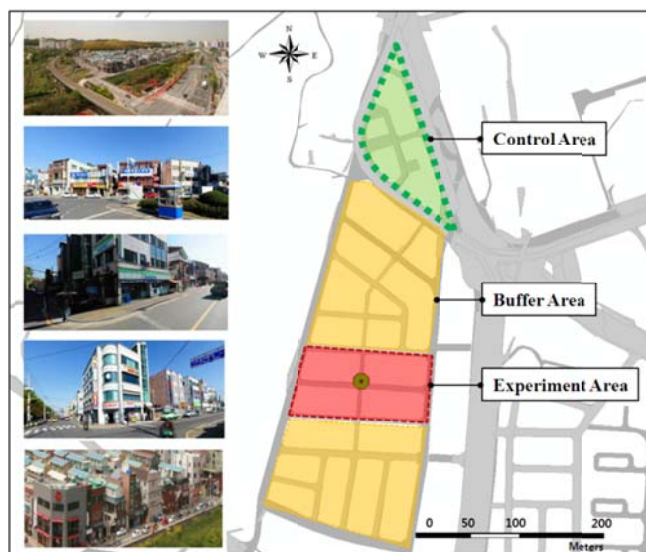 N
W E
S
Control Area
Buffer Area
Experiment Area
0 50 100 200
Meters